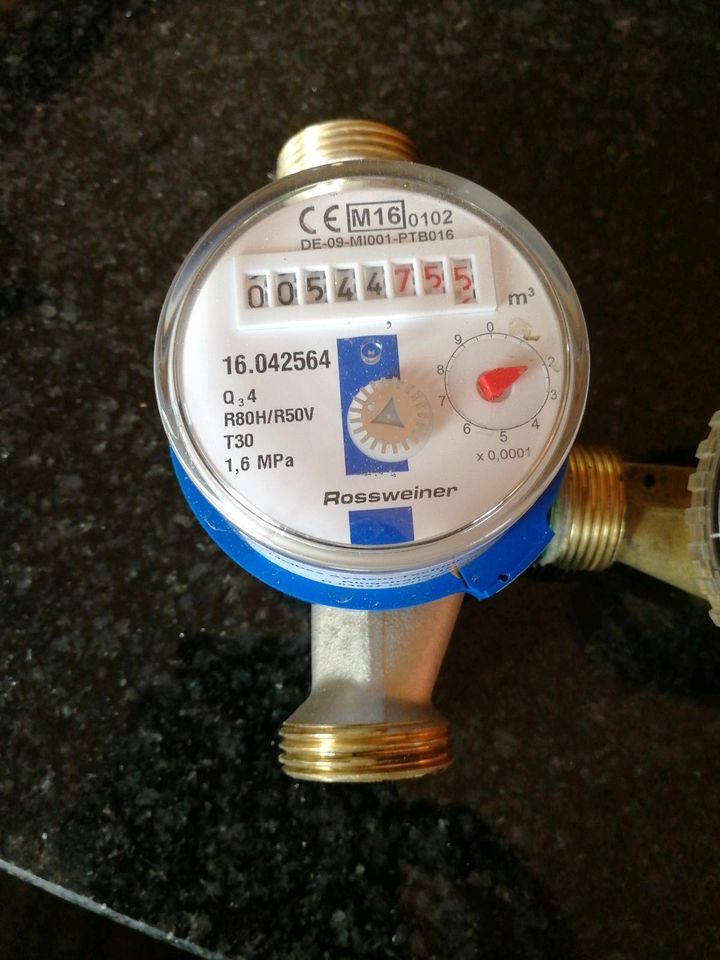 CE M16 0102
DE-09-MI001-PTB016
00544755 m³
,
16.042564
Q₃4
R80H/R50V
T30
1,6 MPa
0
9
2
8
3
7
4
6
5
x 0,0001
Rossweiner